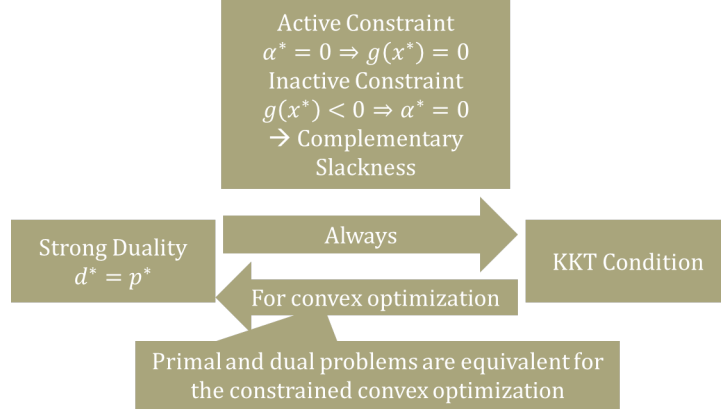 Active Constraint
α* = 0 ⇒ g(x*) = 0
Inactive Constraint
g(x*) < 0 ⇒ α* = 0
→ Complementary
Slackness
Strong Duality
d* = p*
Always
KKT Condition
For convex optimization
Primal and dual problems are equivalent for
the constrained convex optimization